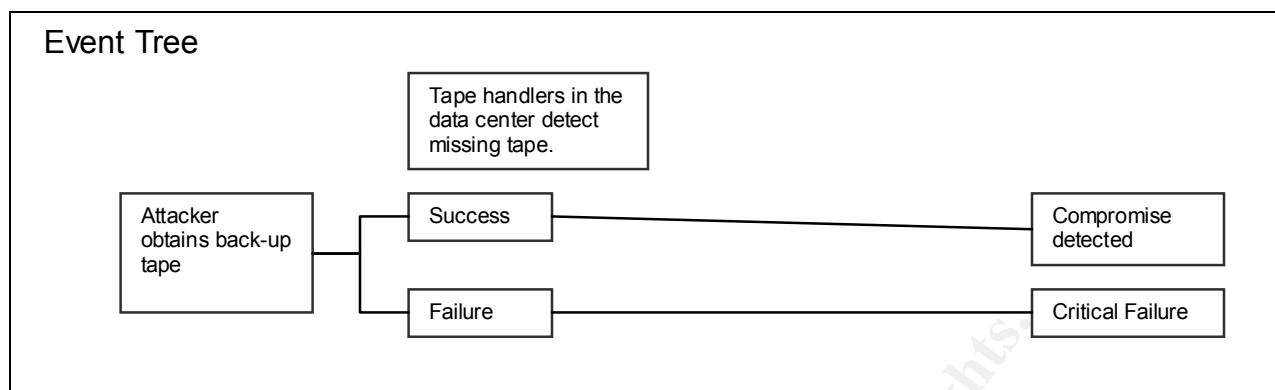 Event Tree
Tape handlers in the
data center detect
missing tape.
Attacker
obtains back-up
tape
Success
Compromise
detected
Failure
Critical Failure